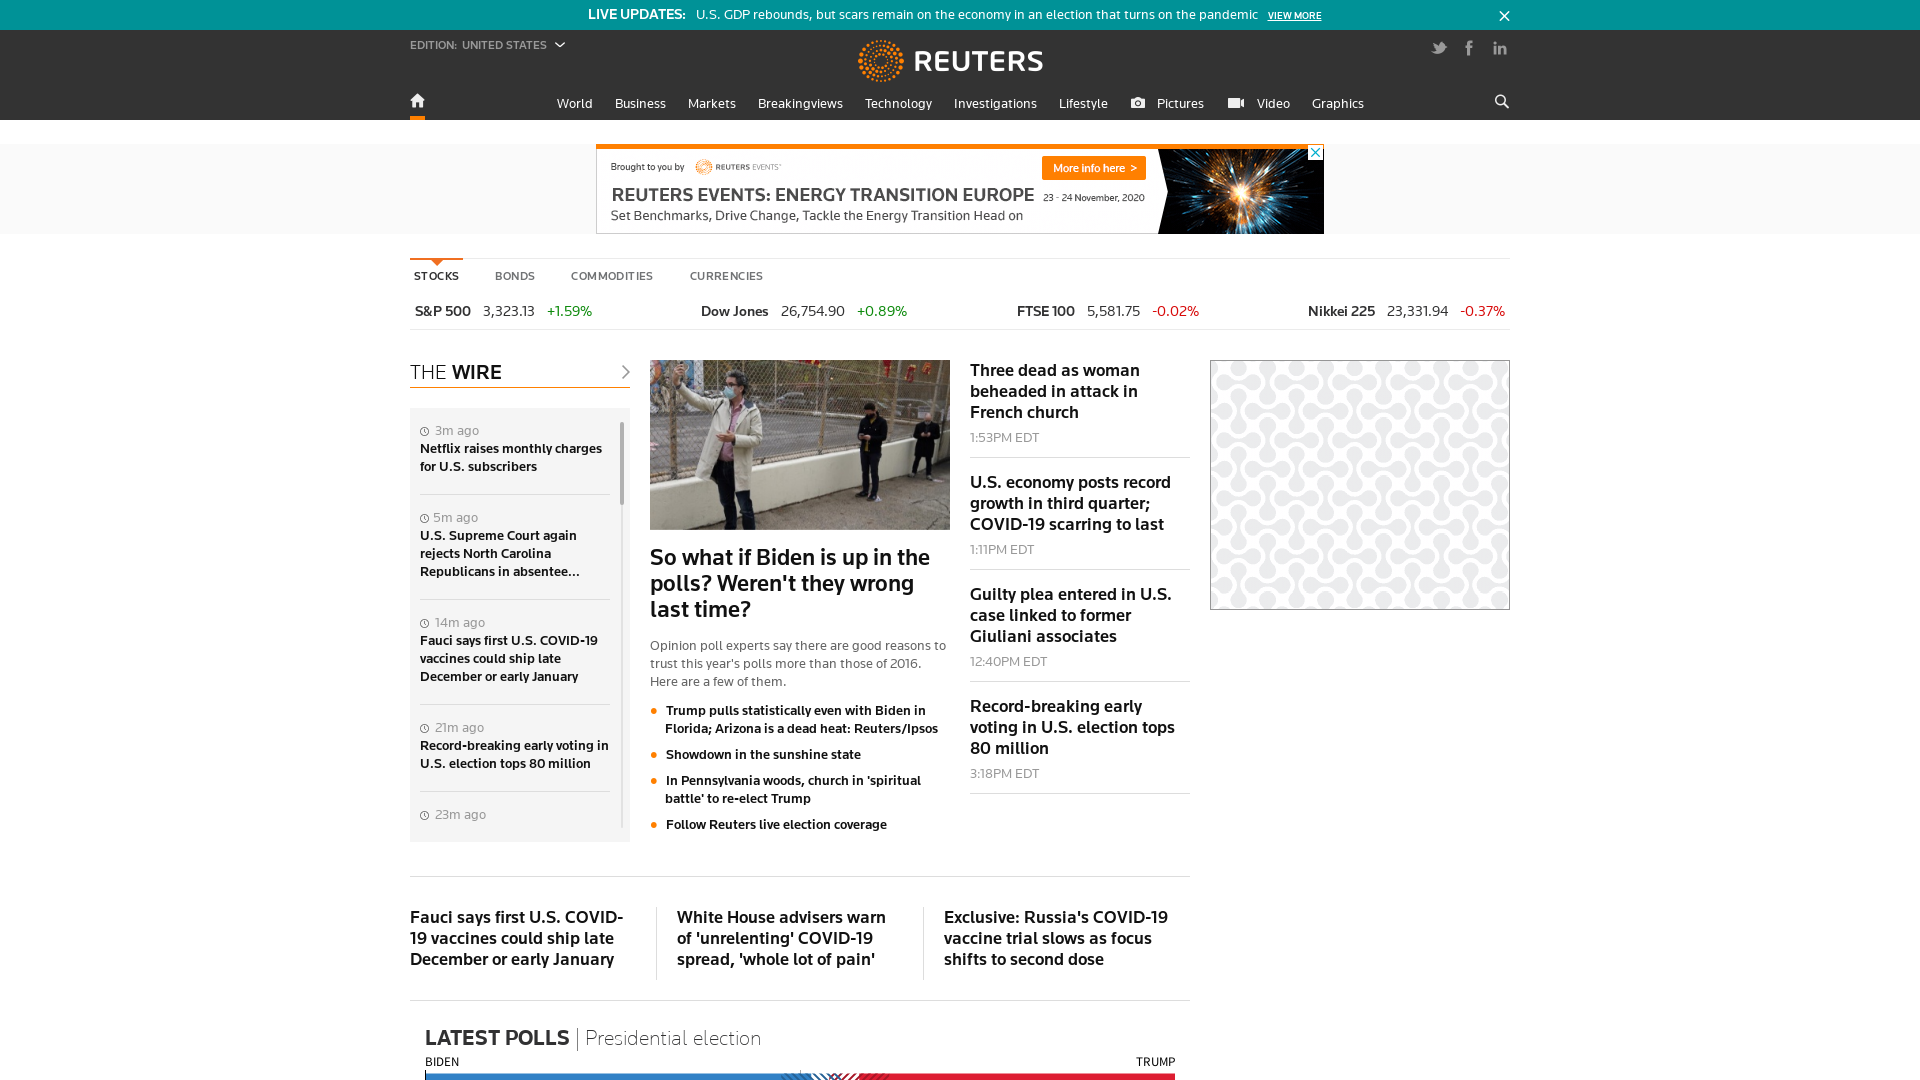 LIVE UPDATES: U.S. GDP rebounds, but scars remain on the economy in an election that turns on the pandemic VIEW MORE
EDITION: UNITED STATES
REUTERS
World Business Markets Breakingviews Technology Investigations Lifestyle Pictures Video Graphics
Brought to you by REUTERS EVENTS
More info here >
REUTERS EVENTS: ENERGY TRANSITION EUROPE
23 - 24 November, 2020
Set Benchmarks, Drive Change, Tackle the Energy Transition Head on
STOCKS BONDS COMMODITIES CURRENCIES
S&P 500 3,323.13 +1.59% Dow Jones 26,754.90 +0.89% FTSE 100 5,581.75 -0.02% Nikkei 225 23,331.94 -0.37%
THE WIRE
3m ago
Netflix raises monthly charges
for U.S. subscribers
5m ago
U.S. Supreme Court again
rejects North Carolina
Republicans in absentee...
14m ago
Fauci says first U.S. COVID-19
vaccines could ship late
December or early January
21m ago
Record-breaking early voting in
U.S. election tops 80 million
23m ago
So what if Biden is up in the
polls? Weren't they wrong
last time?
Opinion poll experts say there are good reasons to
trust this year's polls more than those of 2016.
Here are a few of them.
Trump pulls statistically even with Biden in
Florida; Arizona is a dead heat: Reuters/Ipsos
Showdown in the sunshine state
In Pennsylvania woods, church in 'spiritual
battle' to re-elect Trump
Follow Reuters live election coverage
Three dead as woman
beheaded in attack in
French church
1:53PM EDT
U.S. economy posts record
growth in third quarter;
COVID-19 scarring to last
1:11PM EDT
Guilty plea entered in U.S.
case linked to former
Giuliani associates
12:40PM EDT
Record-breaking early
voting in U.S. election tops
80 million
3:18PM EDT
Fauci says first U.S. COVID-
19 vaccines could ship late
December or early January
White House advisers warn
of 'unrelenting' COVID-19
spread, 'whole lot of pain'
Exclusive: Russia's COVID-19
vaccine trial slows as focus
shifts to second dose
LATEST POLLS | Presidential election
BIDEN TRUMP